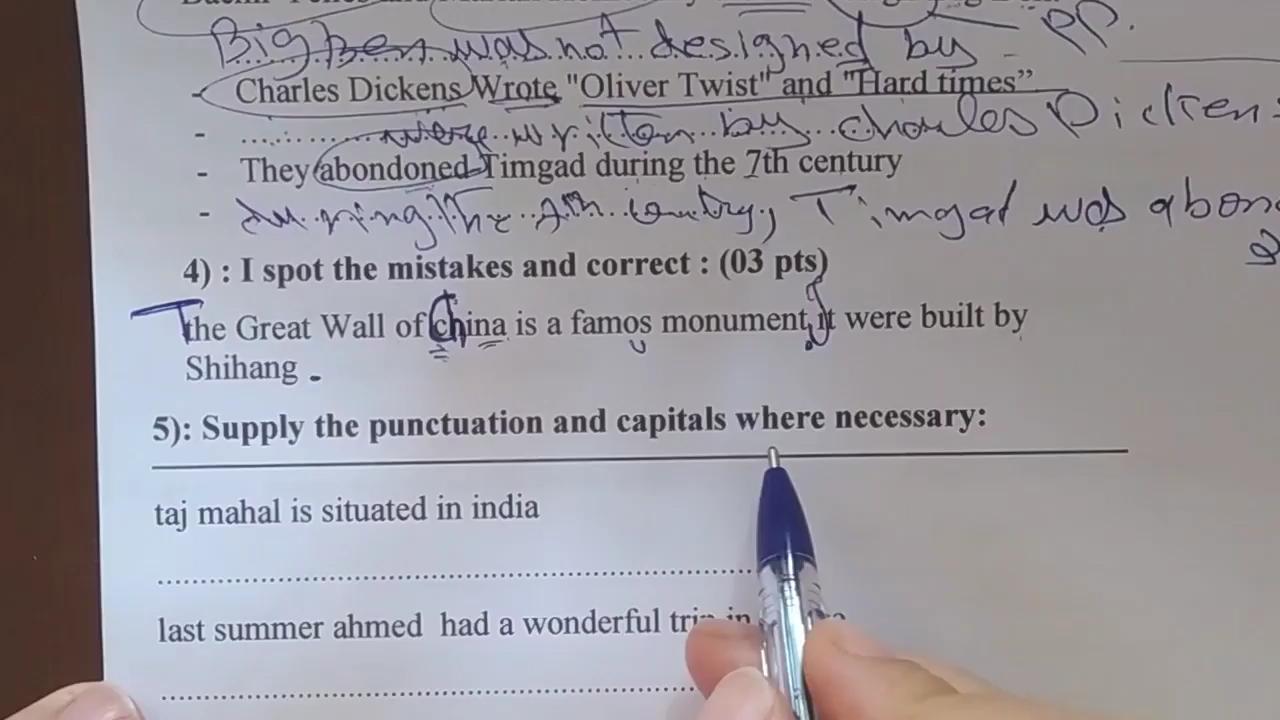 Big Ben was not designed by - PP.
- Charles Dickens Wrote "Oliver Twist" and "Hard times”
- .......... were written by Charles Dicken
- They abondoned Timgad during the 7th century
- during the 7th centry, Timgad was abon
4) : I spot the mistakes and correct : (03 pts)
The Great Wall of China is a famos monument, it were built by
Shihang .
5): Supply the punctuation and capitals where necessary:
taj mahal is situated in india
last summer ahmed had a wonderful trip in